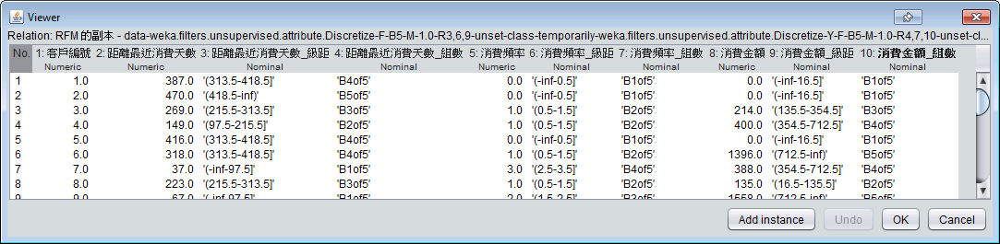 Viewer
Relation: RFM 的副本 - data-weka.filters.unsupervised.attribute.Discretize-F-B5-M-1.0-R3,6,9-unset-class-temporarily-weka.filters.unsupervised.attribute.Discretize-Y-F-B5-M-1.0-R4,7,10-unset-cl...
No. 1: 客戶編號 2: 距離最近消費天數 3: 距離最近消費天數_級距 4: 距離最近消費天數_組數 5: 消費頻率 6: 消費頻率_級距 7: 消費頻率_組數 8: 消費金額 9: 消費金額_級距 10: 消費金額_組數
Numeric Numeric Nominal Nominal Numeric Nominal Nominal Numeric Nominal Nominal
1 1.0 387.0 '(313.5-418.5]' 'B4of5' 0.0 '(-inf-0.5]' 'B1of5' 0.0 '(-inf-16.5]' 'B1of5'
2 2.0 470.0 '(418.5-inf)' 'B5of5' 0.0 '(-inf-0.5]' 'B1of5' 0.0 '(-inf-16.5]' 'B1of5'
3 3.0 269.0 '(215.5-313.5]' 'B3of5' 1.0 '(0.5-1.5]' 'B2of5' 214.0 '(135.5-354.5]' 'B3of5'
4 4.0 149.0 '(97.5-215.5]' 'B2of5' 1.0 '(0.5-1.5]' 'B2of5' 400.0 '(354.5-712.5]' 'B4of5'
5 5.0 416.0 '(313.5-418.5]' 'B4of5' 0.0 '(-inf-0.5]' 'B1of5' 0.0 '(-inf-16.5]' 'B1of5'
6 6.0 318.0 '(313.5-418.5]' 'B4of5' 1.0 '(0.5-1.5]' 'B2of5' 1396.0 '(712.5-inf)' 'B5of5'
7 7.0 37.0 '(-inf-97.5]' 'B1of5' 3.0 '(2.5-3.5]' 'B4of5' 388.0 '(354.5-712.5]' 'B4of5'
8 8.0 223.0 '(215.5-313.5]' 'B3of5' 1.0 '(0.5-1.5]' 'B2of5' 135.0 '(16.5-135.5]' 'B2of5'
9 9.0 67.0 '(-inf-97.5]' 'B1of5' 2.0 '(1.5-2.5]' 'B3of5' 1558.0 '(712.5-inf)' 'B5of5'
Add instance Undo OK Cancel